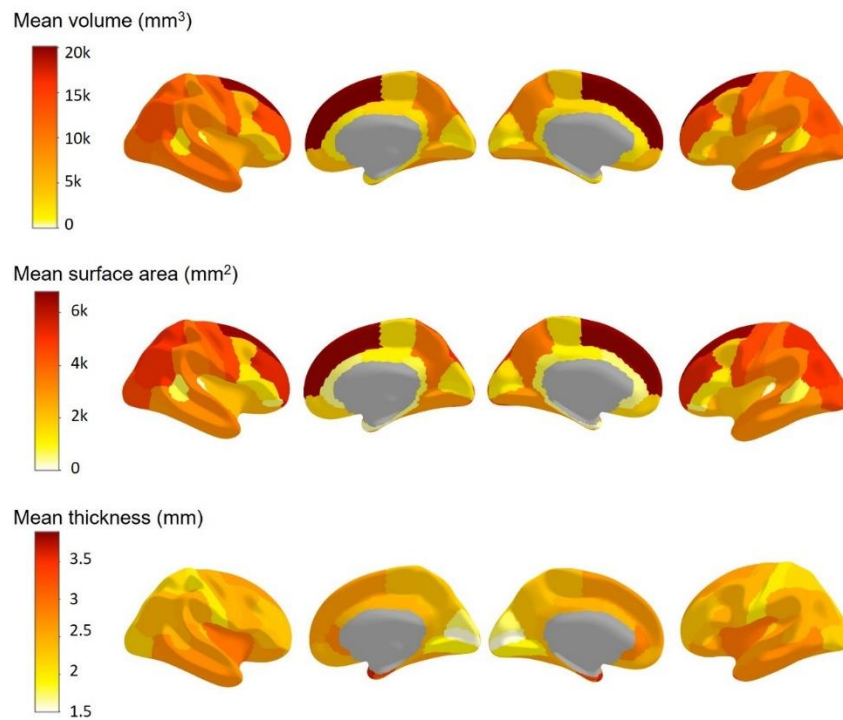 Mean volume (mm³)
20k
15k
10k
5k
0
Mean surface area (mm²)
6k
4k
2k
0
Mean thickness (mm)
3.5
3
2.5
2
1.5